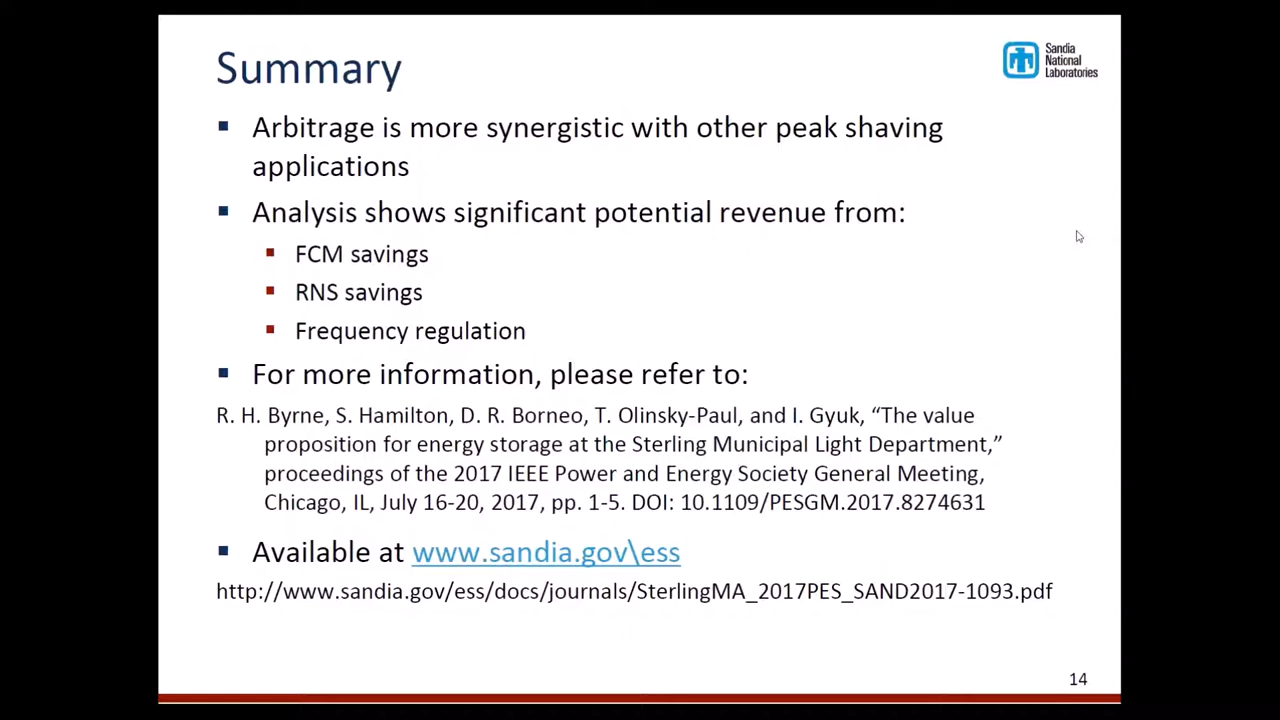 Summary
Sandia
National
Laboratories
Arbitrage is more synergistic with other peak shaving
applications
Analysis shows significant potential revenue from:
FCM savings
RNS savings
Frequency regulation
For more information, please refer to:
R. H. Byrne, S. Hamilton, D. R. Borneo, T. Olinsky-Paul, and I. Gyuk, “The value
proposition for energy storage at the Sterling Municipal Light Department,”
proceedings of the 2017 IEEE Power and Energy Society General Meeting,
Chicago, IL, July 16-20, 2017, pp. 1-5. DOI: 10.1109/PESGM.2017.8274631
Available at www.sandia.gov\ess
http://www.sandia.gov/ess/docs/journals/SterlingMA_2017PES_SAND2017-1093.pdf
14